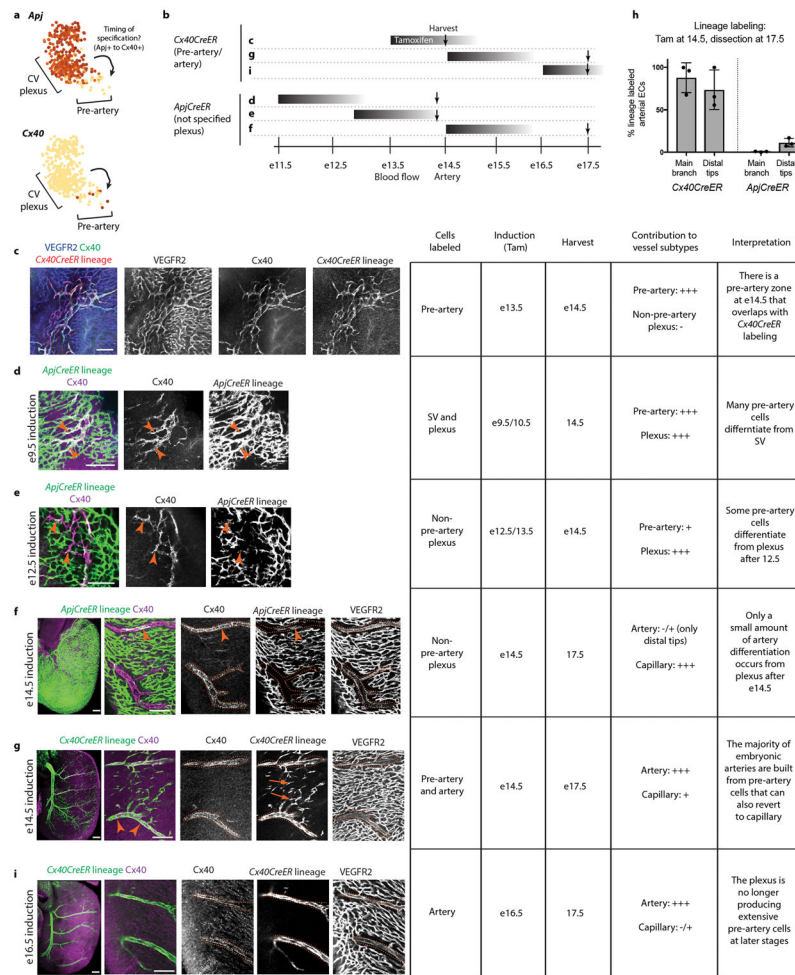 a
Apj
Timing of
specification?
(Apj+ to Cx40+)
CV
plexus
Pre-artery
Cx40
CV
plexus
Pre-artery
b
Harvest
Cx40CreER
(Pre-artery/
artery)
c
Tamoxifen
g
i
ApjCreER
(not specified
plexus)
d
e
f
e11.5 e12.5 e13.5 e14.5 e15.5 e16.5 e17.5
Blood flow Artery
h
Lineage labeling:
Tam at 14.5, dissection at 17.5
% lineage labeled
arterial ECs
100
50
0
Main
branch
Distal
tips
Main
branch
Distal
tips
Cx40CreER ApjCreER
c
VEGFR2 Cx40
Cx40CreER lineage
VEGFR2
Cx40
Cx40CreER lineage
d
ApjCreER lineage
Cx40
Cx40
ApjCreER lineage
e9.5 induction
e
ApjCreER lineage
Cx40
Cx40
ApjCreER lineage
e12.5 induction
f
ApjCreER lineage Cx40
Cx40
ApjCreER lineage
VEGFR2
e14.5 induction
g
Cx40CreER lineage Cx40
Cx40
Cx40CreER lineage
VEGFR2
e14.5 induction
i
Cx40CreER lineage Cx40
Cx40
Cx40CreER lineage
VEGFR2
e16.5 induction
Cells
labeled
Induction
(Tam)
Harvest
Contribution to
vessel subtypes
Interpretation
Pre-artery
e13.5
e14.5
Pre-artery: +++
Non-pre-artery
plexus: -
There is a
pre-artery zone
at e14.5 that
overlaps with
Cx40CreER
labeling
SV and
plexus
e9.5/10.5
14.5
Pre-artery: +++
Plexus: +++
Many pre-artery
cells
differntiate from
SV
Non-
pre-artery
plexus
e12.5/13.5
e14.5
Pre-artery: +
Plexus: +++
Some pre-artery
cells
differentiate
from plexus
after 12.5
Non-
pre-artery
plexus
e14.5
17.5
Artery: -/+ (only
distal tips)
Capillary: +++
Only a
small amount
of artery
differentiation
occurs from
plexus after
e14.5
Pre-artery
and artery
e14.5
e17.5
Artery: +++
Capillary: +
The majority of
embryonic
arteries are built
from pre-artery
cells that can
also revert
to capillary
Artery
e16.5
17.5
Artery: +++
Capillary: -/+
The plexus is
no longer
producing
extensive
pre-artery cells
at later stages